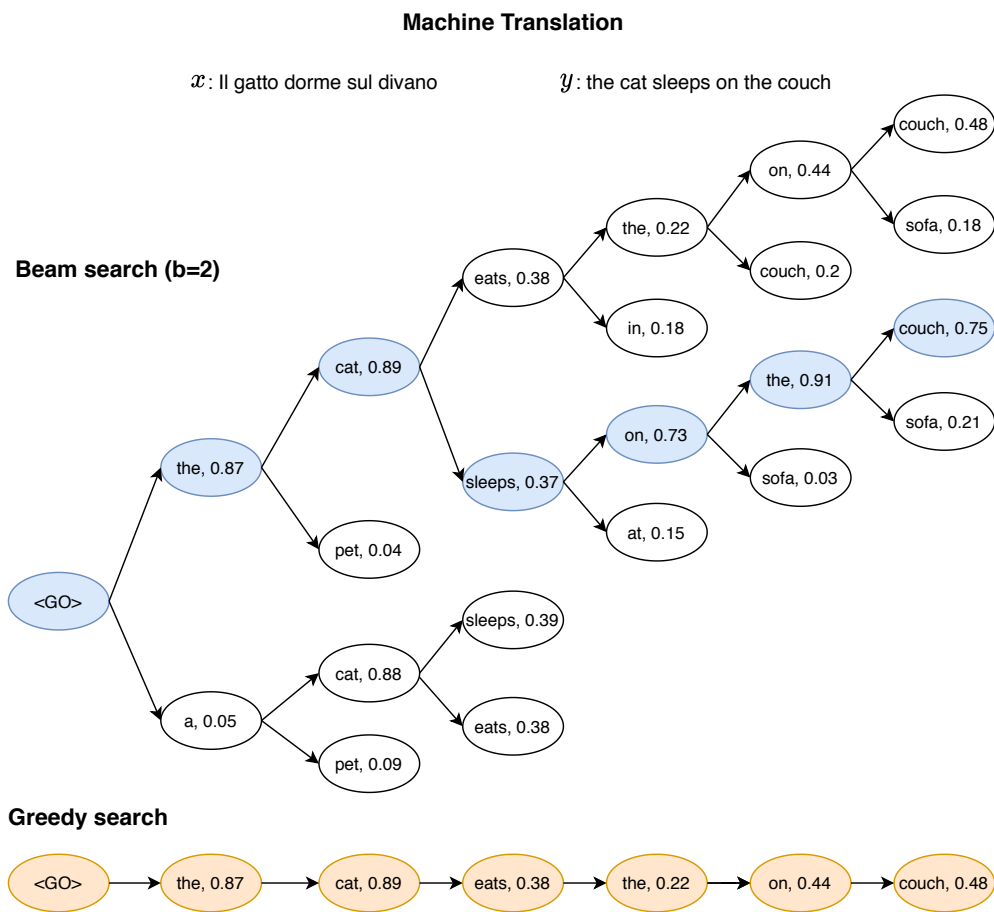 Machine Translation
x: Il gatto dorme sul divano
y: the cat sleeps on the couch
couch, 0.48
on, 0.44
the, 0.22
sofa, 0.18
Beam search (b=2)
eats, 0.38
couch, 0.2
in, 0.18
couch, 0.75
cat, 0.89
the, 0.91
on, 0.73
sofa, 0.21
the, 0.87
sleeps, 0.37
sofa, 0.03
at, 0.15
pet, 0.04
<GO>
sleeps, 0.39
cat, 0.88
a, 0.05
eats, 0.38
pet, 0.09
Greedy search
<GO>
the, 0.87
cat, 0.89
eats, 0.38
the, 0.22
on, 0.44
couch, 0.48